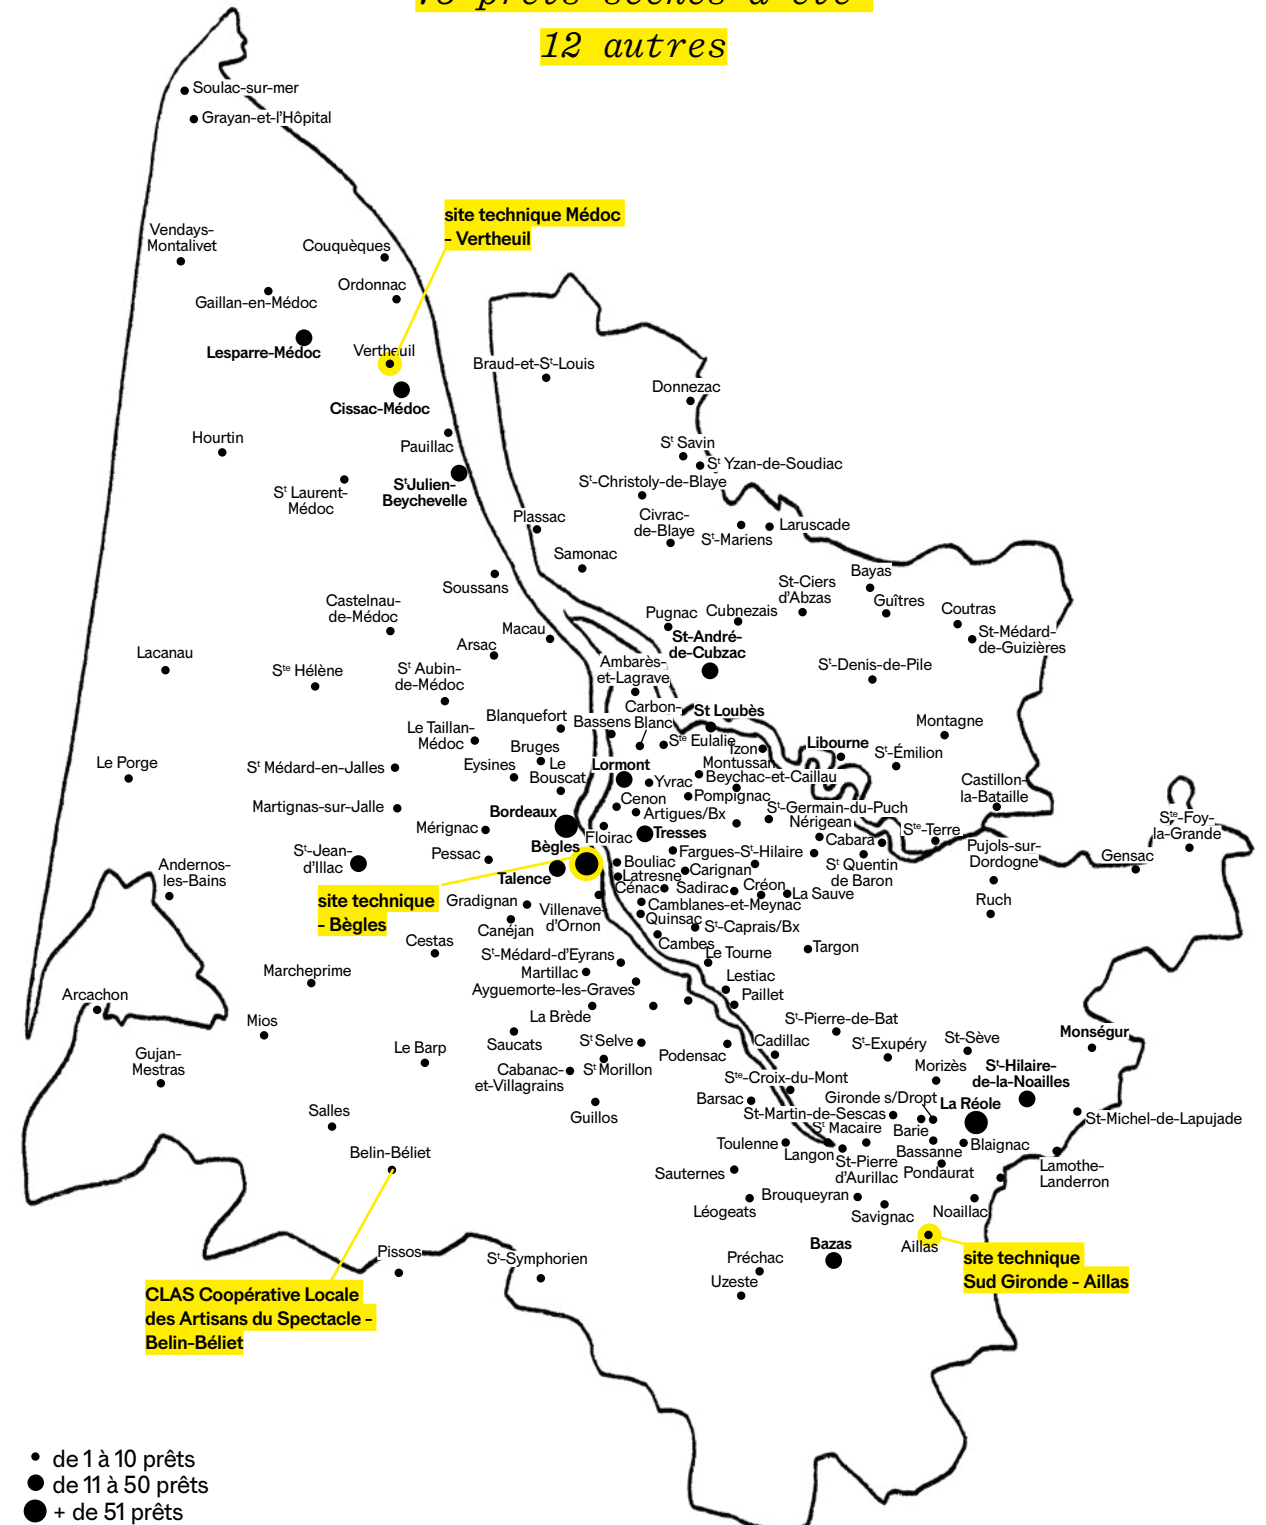 12 autres
Soulac-sur-mer
Grayan-et-l'Hôpital
site technique Médoc
- Vertheuil
Vendays-
Montalivet
Couquèques
Ordonnac
Gaillan-en-Médoc
Lesparre-Médoc
Vertheuil
Braud-et-St-Louis
Donnezac
Cissac-Médoc
Hourtin
Pauillac
St Savin
St Yzan-de-Soudiac
St-Christoly-de-Blaye
St Laurent-
Médoc
StJulien-
Beychevelle
Plassac
Civrac-
de-Blaye
St-Mariens
Laruscade
Samonac
Soussans
St-Ciers
d'Abzas
Bayas
Guîtres
Castelnau-
de-Médoc
Macau
Pugnac
Cubnezais
Coutras
St-Médard-
de-Guizières
St-André-
de-Cubzac
Arsac
Lacanau
Ste Hélène
St Aubin-
de-Médoc
Ambarès-
et-Lagrave
St-Denis-de-Pile
Carbon-
Blanc
St Loubès
Blanquefort
Bassens
Montagne
Le Taillan-
Médoc
Ste Eulalie
Izon
Libourne
St-Émilion
Bruges
Le
Bouscat
Montussan
Le Porge
St Médard-en-Jalles
Eysines
Lormont
Yvrac
Beychac-et-Caillau
Castillon-
la-Bataille
Cenon
Pompignac
Martignas-sur-Jalle
Bordeaux
Artigues/Bx
St-Germain-du-Puch
Nérigean
Ste-Foy-
la-Grande
Mérignac
Floirac
Tresses
Cabara
Ste-Terre
Bègles
Fargues-St-Hilaire
Pujols-sur-
Dordogne
St-Jean-
d'Illac
Pessac
Bouliac
St Quentin
de Baron
Gensac
Andernos-
les-Bains
Talence
Latresne
Carignan
Cénac
Sadirac
Créon
La Sauve
site technique
- Bègles
Gradignan
Villenave-
d'Ornon
Camblanes-et-Meynac
Ruch
Quinsac
St-Caprais/Bx
Canéjan
Cestas
Cambes
Targon
St-Médard-d'Eyrans
Le Tourne
Martillac
Marcheprime
Lestiac
Ayguemorte-les-Graves
Paillet
Arcachon
La Brède
St-Pierre-de-Bat
Mios
Saucats
St Selve
Cadillac
St-Exupéry
St-Sève
Monségur
Gujan-
Mestras
Le Barp
Podensac
Cabanac-
et-Villagrains
St Morillon
Morizès
St-Hilaire-
de-la-Noailles
Ste-Croix-du-Mont
Barsac
Gironde s/Dropt
La Réole
Salles
Guillos
St-Martin-de-Sescas
St-Michel-de-Lapujade
St Macaire
Barie
Belin-Béliet
Toulenne
Langon
Bassanne
Blaignac
St-Pierre
d'Aurillac
Pondaurat
Lamothe-
Landerron
Sauternes
Brouqueyran
Léogeats
Savignac
Noaillac
Pissos
St-Symphorien
Bazas
Aillas
site technique
Sud Gironde - Aillas
Préchac
Uzeste
CLAS Coopérative Locale
des Artisans du Spectacle -
Belin-Béliet
de 1 à 10 prêts
de 11 à 50 prêts
+ de 51 prêts